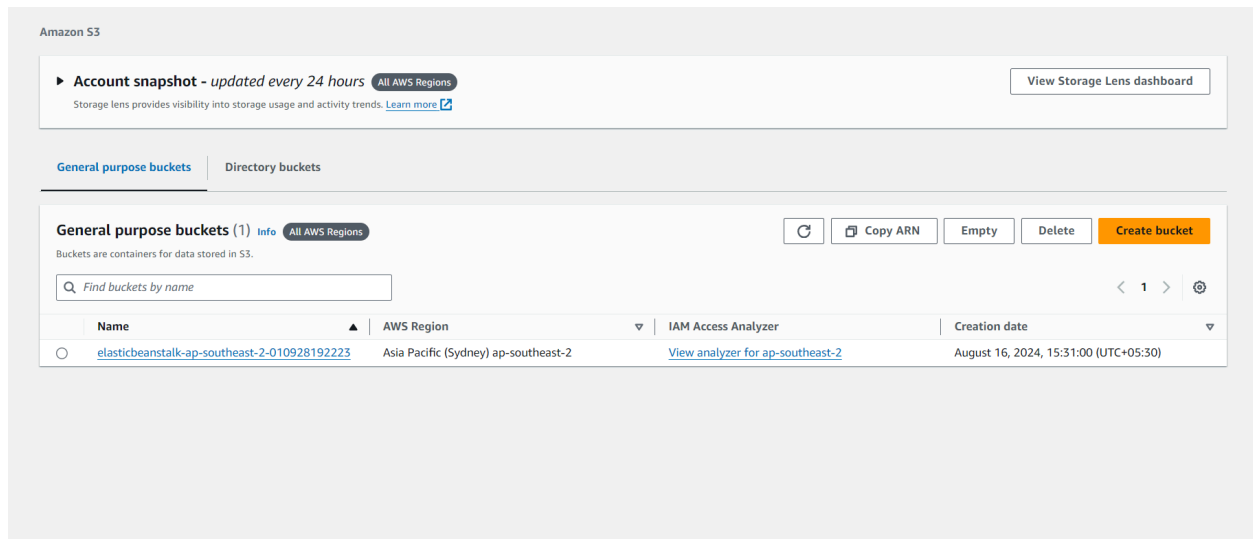 Amazon S3
Account snapshot - updated every 24 hours All AWS Regions
View Storage Lens dashboard
Storage lens provides visibility into storage usage and activity trends. Learn more
General purpose buckets Directory buckets
General purpose buckets (1) Info All AWS Regions
Copy ARN Empty Delete Create bucket
Buckets are containers for data stored in S3.
Find buckets by name
1
Name AWS Region IAM Access Analyzer Creation date
elasticbeanstalk-ap-southeast-2-010928192223 Asia Pacific (Sydney) ap-southeast-2 View analyzer for ap-southeast-2 August 16, 2024, 15:31:00 (UTC+05:30)